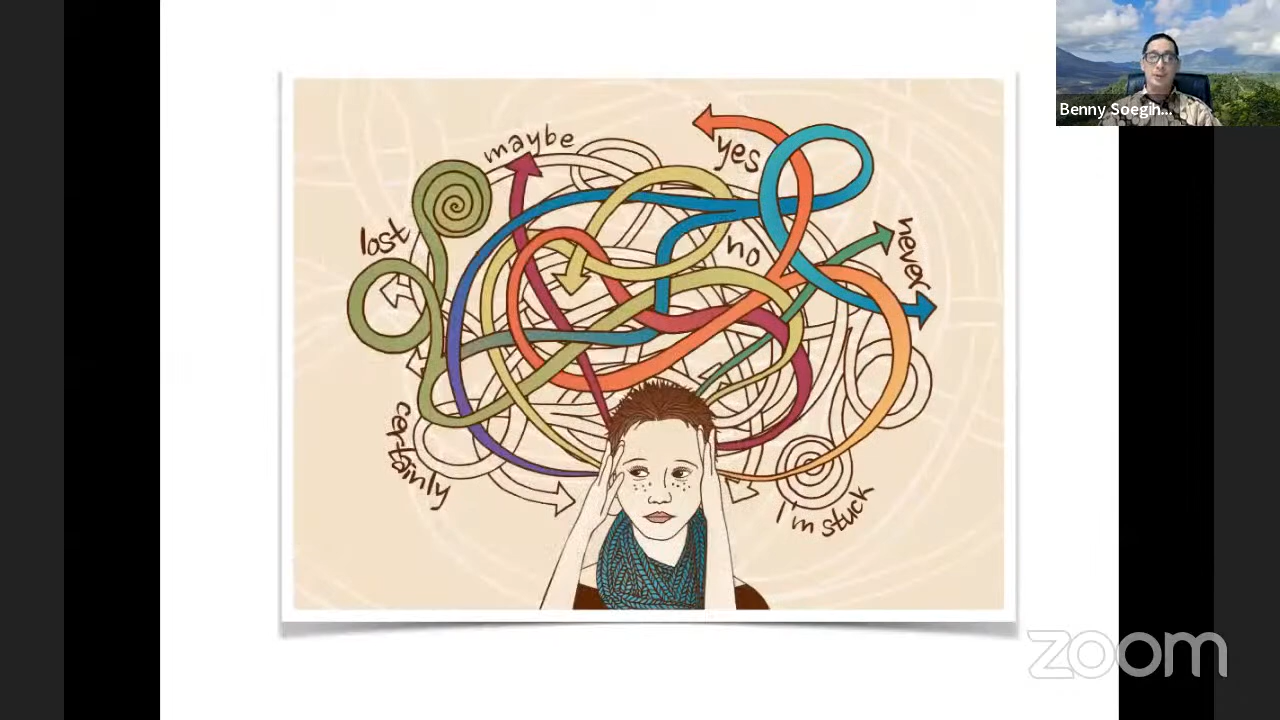 Benny Soegih...
maybe
yes
lost
no
never
certainly
I'm stuck
zoom